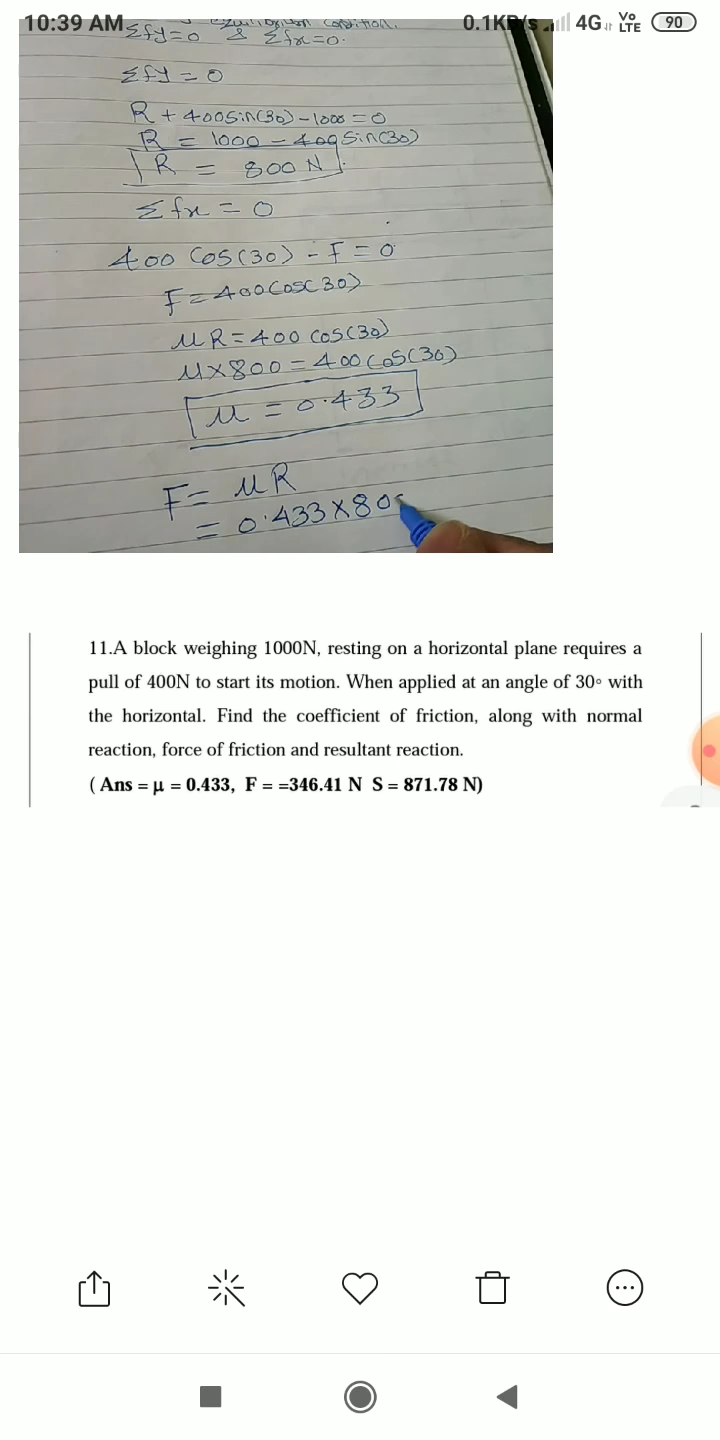 10:39 AM 0.1KB/s 4G Vo LTE 90
equilibrium condition.
Σfy=0 & Σfx=0.
Σfy = 0
R + 400Sin(30) - 1000 = 0
R = 1000 - 400 Sin(30)
R = 800 N
Σfx = 0
400 Cos(30) - F = 0
F = 400Cos(30)
μR = 400 Cos(30)
μ×800 = 400 Cos(30)
μ = 0.433
F = μR
= 0.433×80
11.A block weighing 1000N, resting on a horizontal plane requires a
pull of 400N to start its motion. When applied at an angle of 30° with
the horizontal. Find the coefficient of friction, along with normal
reaction, force of friction and resultant reaction.
( Ans = μ = 0.433, F = =346.41 N S = 871.78 N)